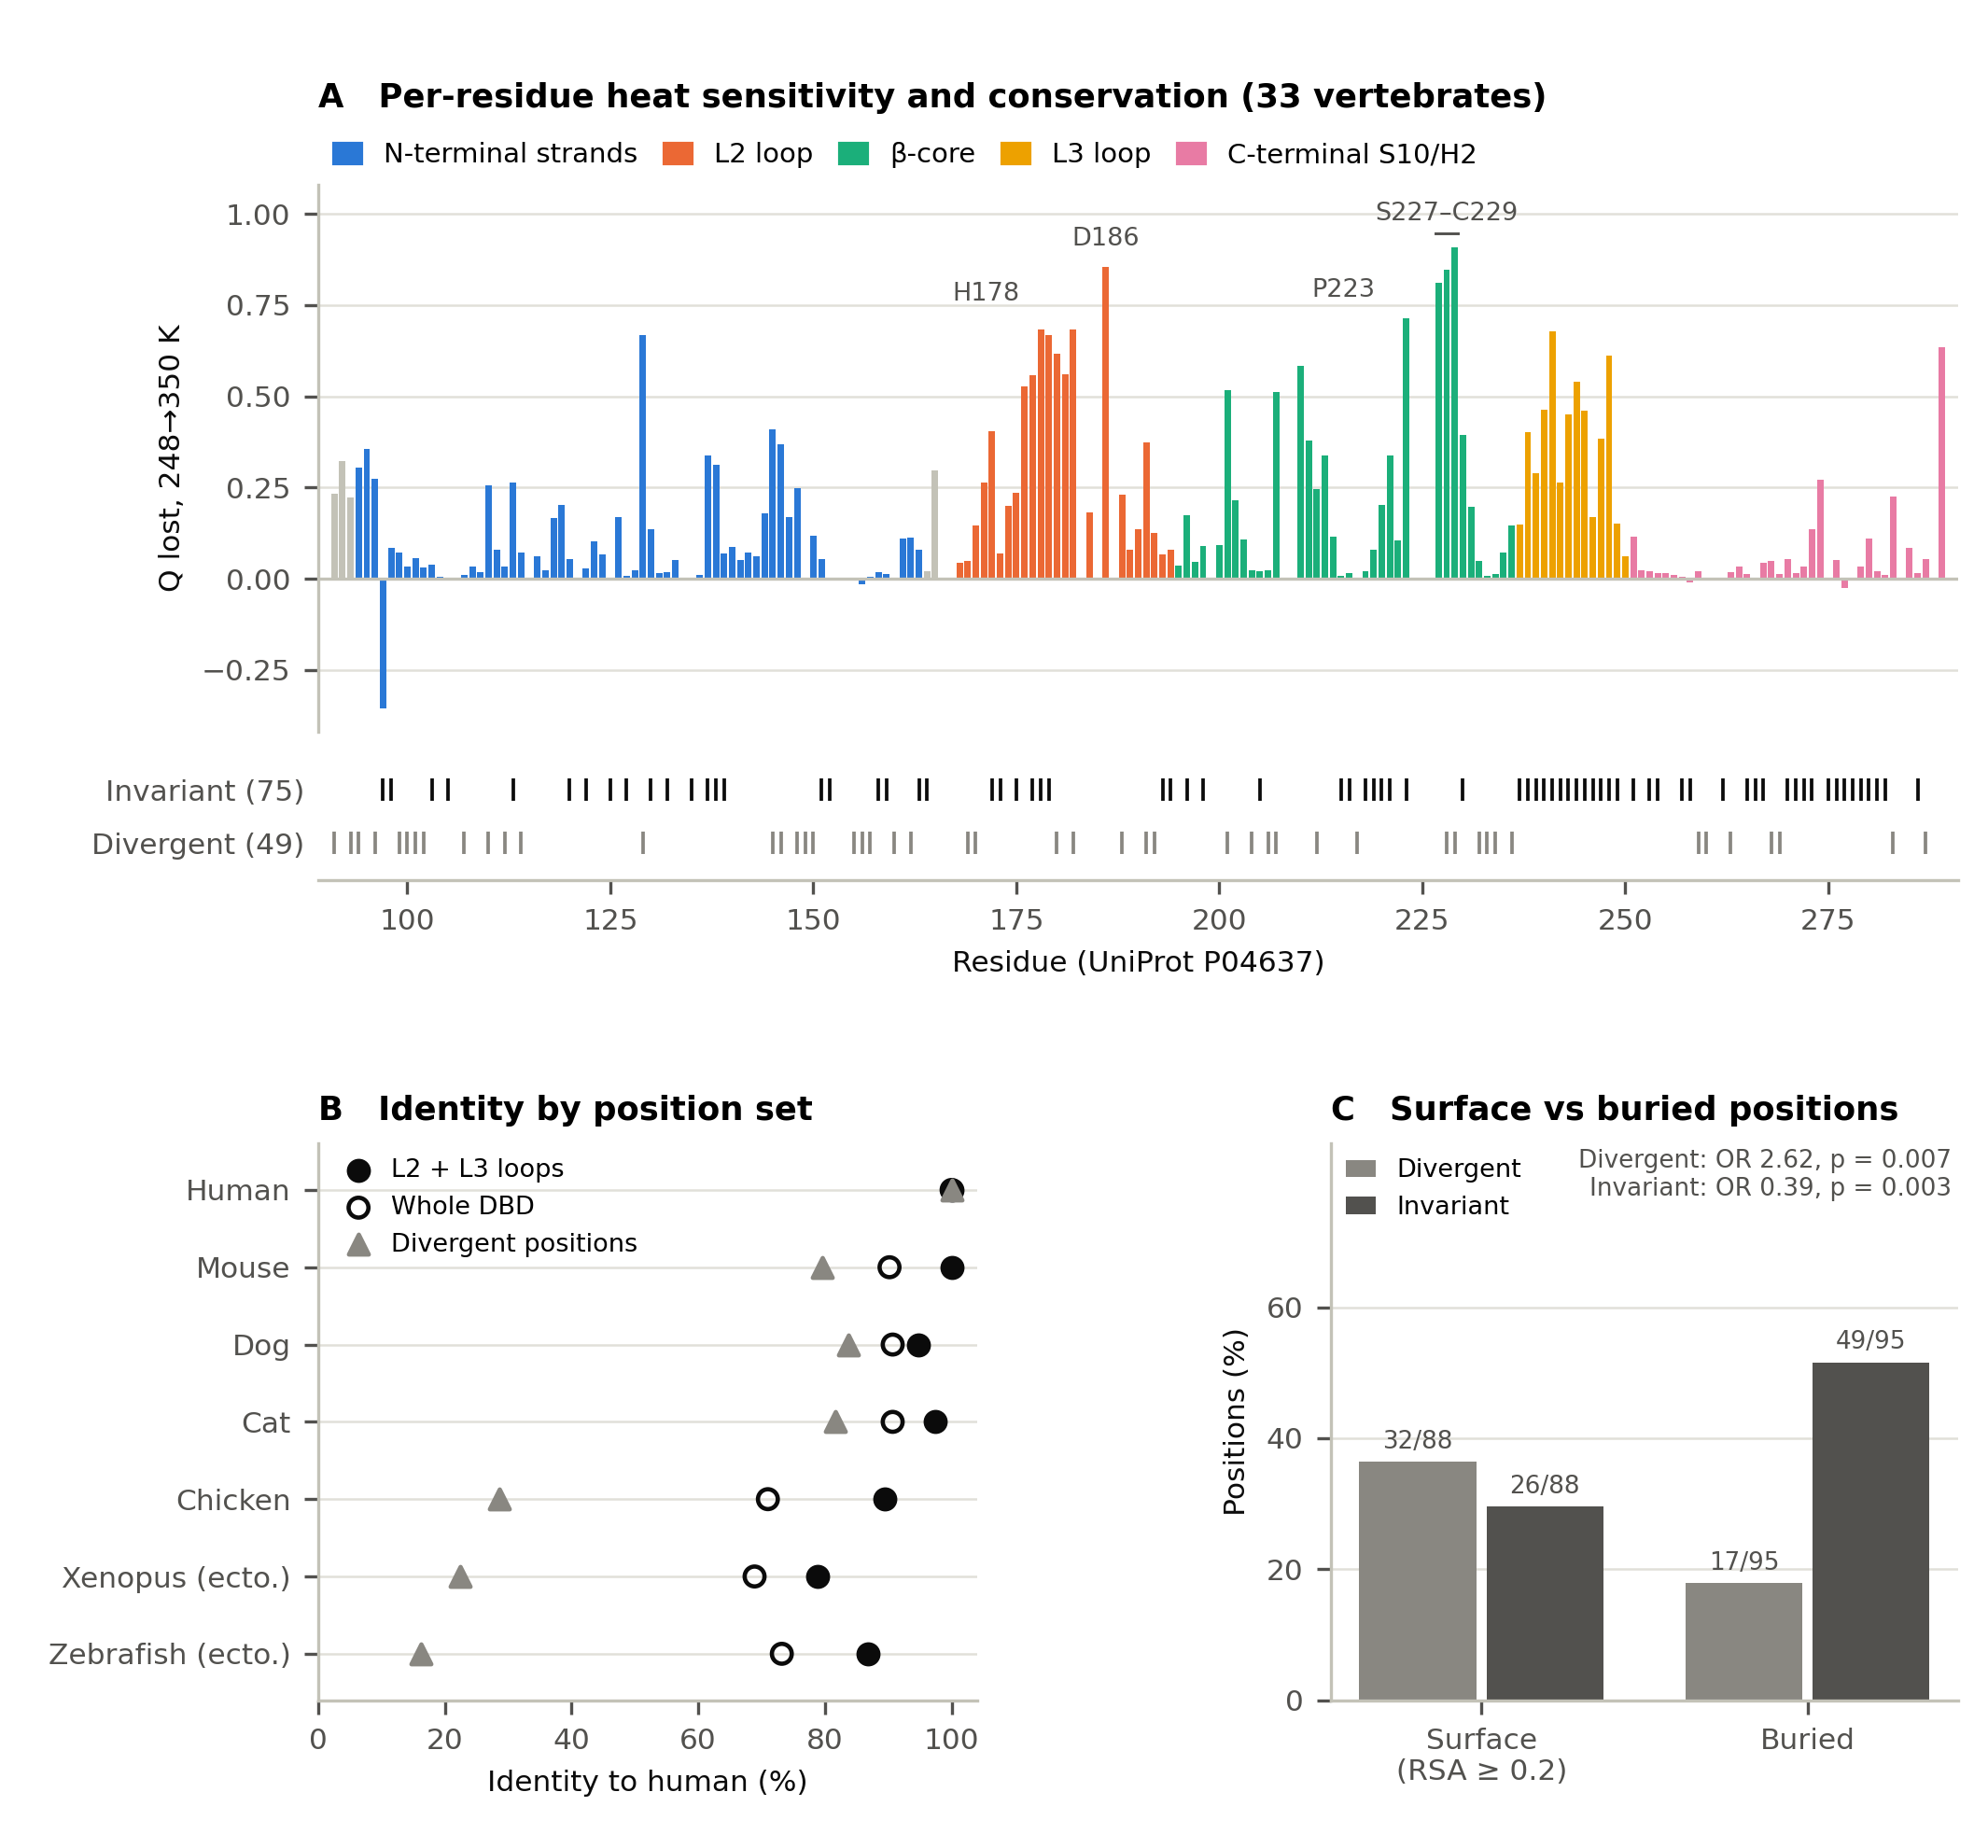 A Per-residue heat sensitivity and conservation (33 vertebrates)
N-terminal strands L2 loop β-core L3 loop C-terminal S10/H2
Q lost, 248→350 K
1.00
0.75
0.50
0.25
0.00
−0.25
H178
D186
P223
S227–C229
Invariant (75)
Divergent (49)
100 125 150 175 200 225 250 275
Residue (UniProt P04637)
B Identity by position set
L2 + L3 loops
Whole DBD
Divergent positions
Human
Mouse
Dog
Cat
Chicken
Xenopus (ecto.)
Zebrafish (ecto.)
0 20 40 60 80 100
Identity to human (%)
C Surface vs buried positions
Divergent
Invariant
Divergent: OR 2.62, p = 0.007
Invariant: OR 0.39, p = 0.003
Positions (%)
60
40
20
0
32/88
26/88
17/95
49/95
Surface
(RSA ≥ 0.2)
Buried